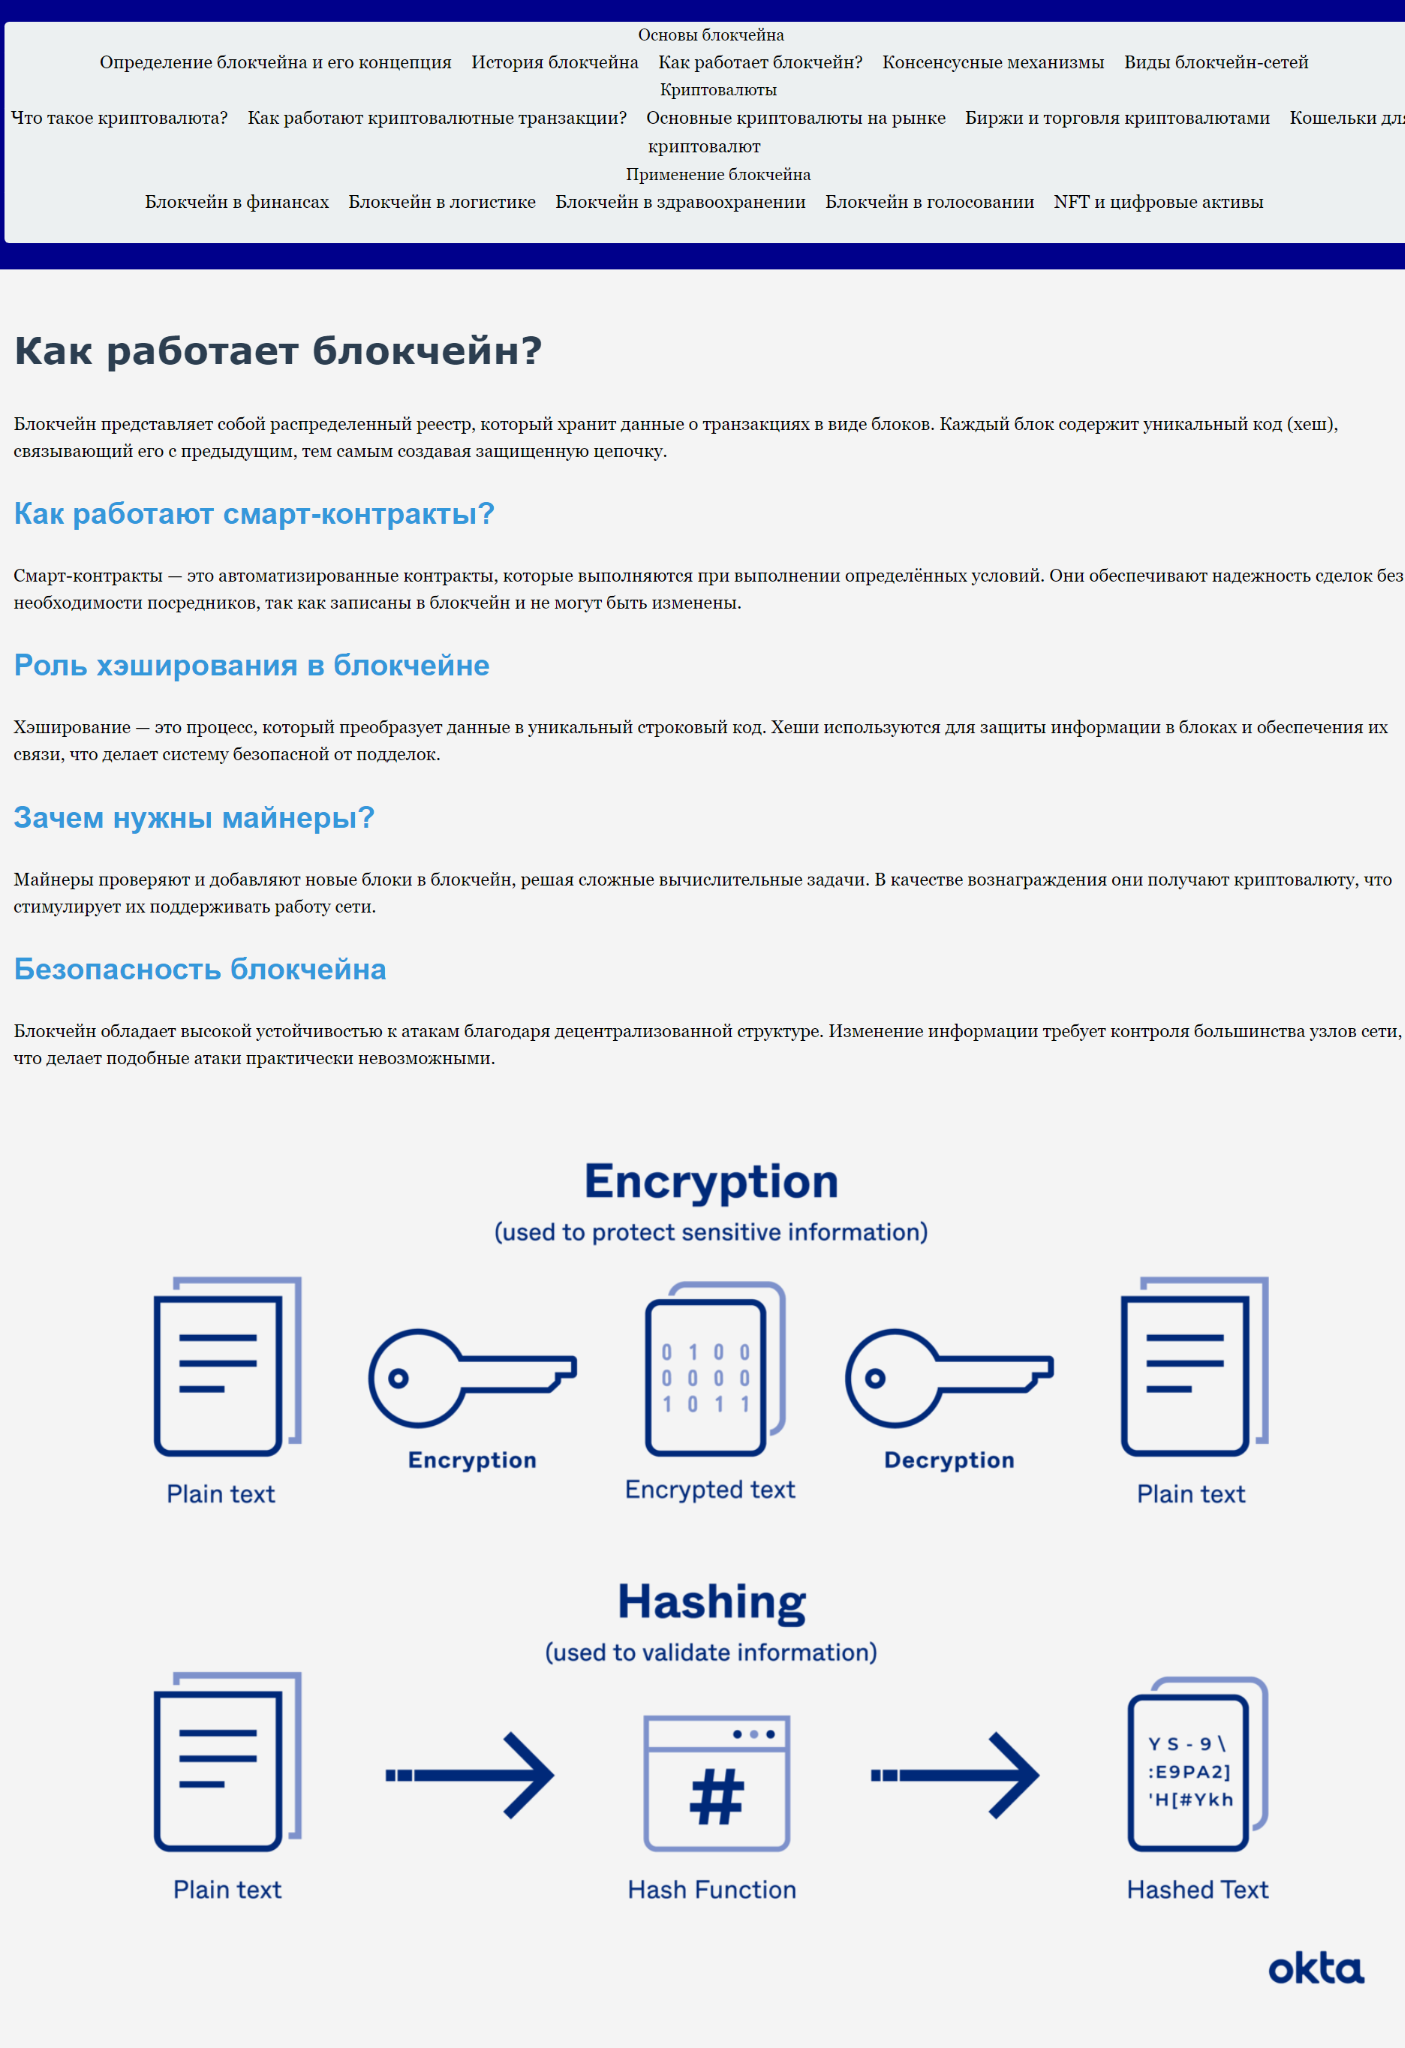 Основы блокчейна
Определение блокчейна и его концепция История блокчейна Как работает блокчейн? Консенсусные механизмы Виды блокчейн-сетей
Криптовалюты
Что такое криптовалюта? Как работают криптовалютные транзакции? Основные криптовалюты на рынке Биржи и торговля криптовалютами Кошельки для
криптовалют
Применение блокчейна
Блокчейн в финансах Блокчейн в логистике Блокчейн в здравоохранении Блокчейн в голосовании NFT и цифровые активы
Как работает блокчейн?
Блокчейн представляет собой распределенный реестр, который хранит данные о транзакциях в виде блоков. Каждый блок содержит уникальный код (хеш),
связывающий его с предыдущим, тем самым создавая защищенную цепочку.
Как работают смарт-контракты?
Смарт-контракты — это автоматизированные контракты, которые выполняются при выполнении определённых условий. Они обеспечивают надежность сделок без
необходимости посредников, так как записаны в блокчейн и не могут быть изменены.
Роль хэширования в блокчейне
Хэширование — это процесс, который преобразует данные в уникальный строковый код. Хеши используются для защиты информации в блоках и обеспечения их
связи, что делает систему безопасной от подделок.
Зачем нужны майнеры?
Майнеры проверяют и добавляют новые блоки в блокчейн, решая сложные вычислительные задачи. В качестве вознаграждения они получают криптовалюту, что
стимулирует их поддерживать работу сети.
Безопасность блокчейна
Блокчейн обладает высокой устойчивостью к атакам благодаря децентрализованной структуре. Изменение информации требует контроля большинства узлов сети,
что делает подобные атаки практически невозможными.
Encryption
(used to protect sensitive information)
0 1 0 0
0 0 0 0
1 0 1 1
Encryption
Decryption
Plain text
Encrypted text
Plain text
Hashing
(used to validate information)
#
Y S - 9 \
:E9PA2]
'H[#Ykh
Plain text
Hash Function
Hashed Text
okta